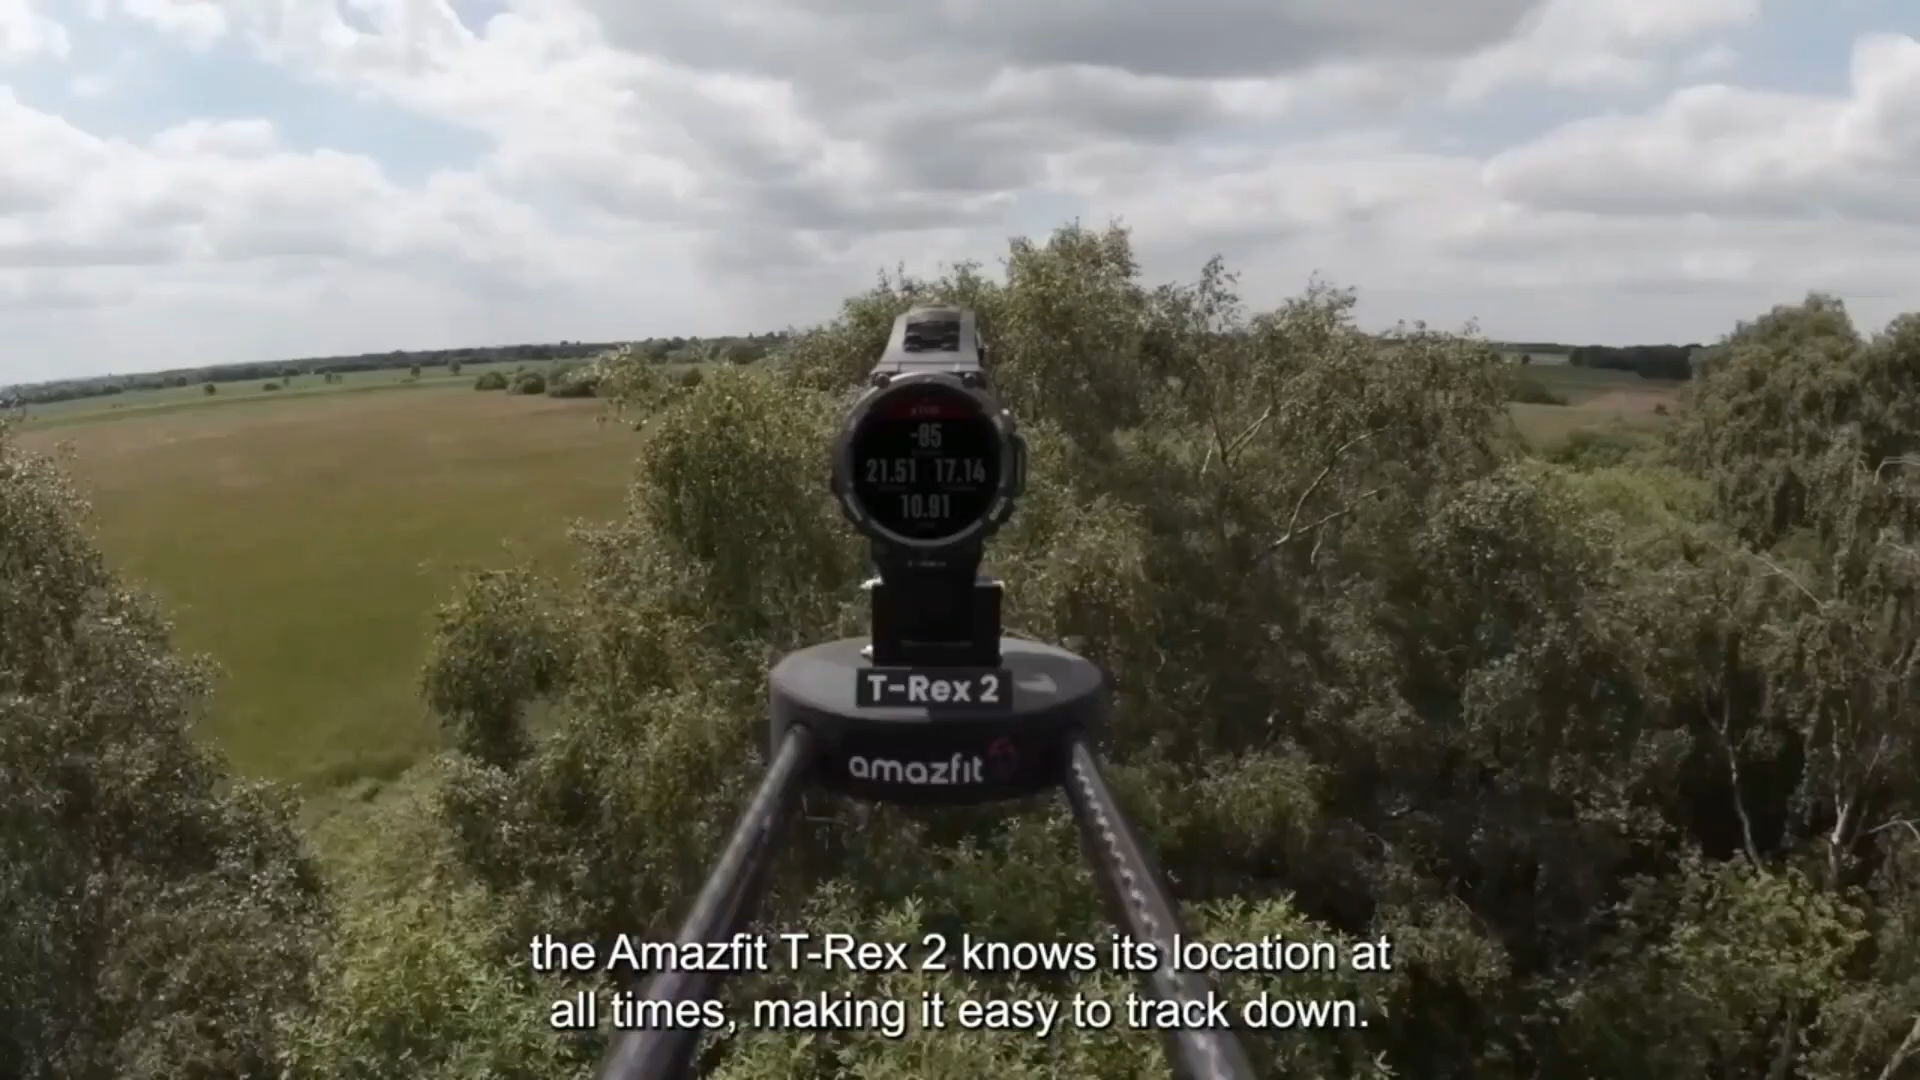 -85
21.51 17.14
10.91
T-Rex 2
amazfit
the Amazfit T-Rex 2 knows its location at
all times, making it easy to track down.